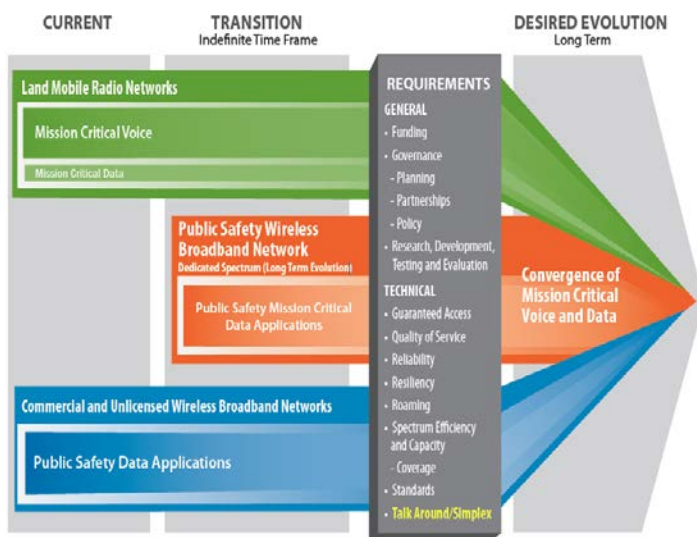 CURRENT
TRANSITION
Indefinite Time Frame
DESIRED EVOLUTION
Long Term
Land Mobile Radio Networks
Mission Critical Voice
Mission Critical Data
Public Safety Wireless
Broadband Network
Dedicated Spectrum (Long Term Evolution)
Public Safety Mission Critical
Data Applications
Commercial and Unlicensed Wireless Broadband Networks
Public Safety Data Applications
REQUIREMENTS
GENERAL
• Funding
• Governance
- Planning
- Partnerships
- Policy
• Research, Development,
Testing and Evaluation
TECHNICAL
• Guaranteed Access
• Quality of Service
• Reliability
• Resiliency
• Roaming
• Spectrum Efficiency
and Capacity
- Coverage
• Standards
• Talk Around/Simplex
Convergence of
Mission Critical
Voice and Data